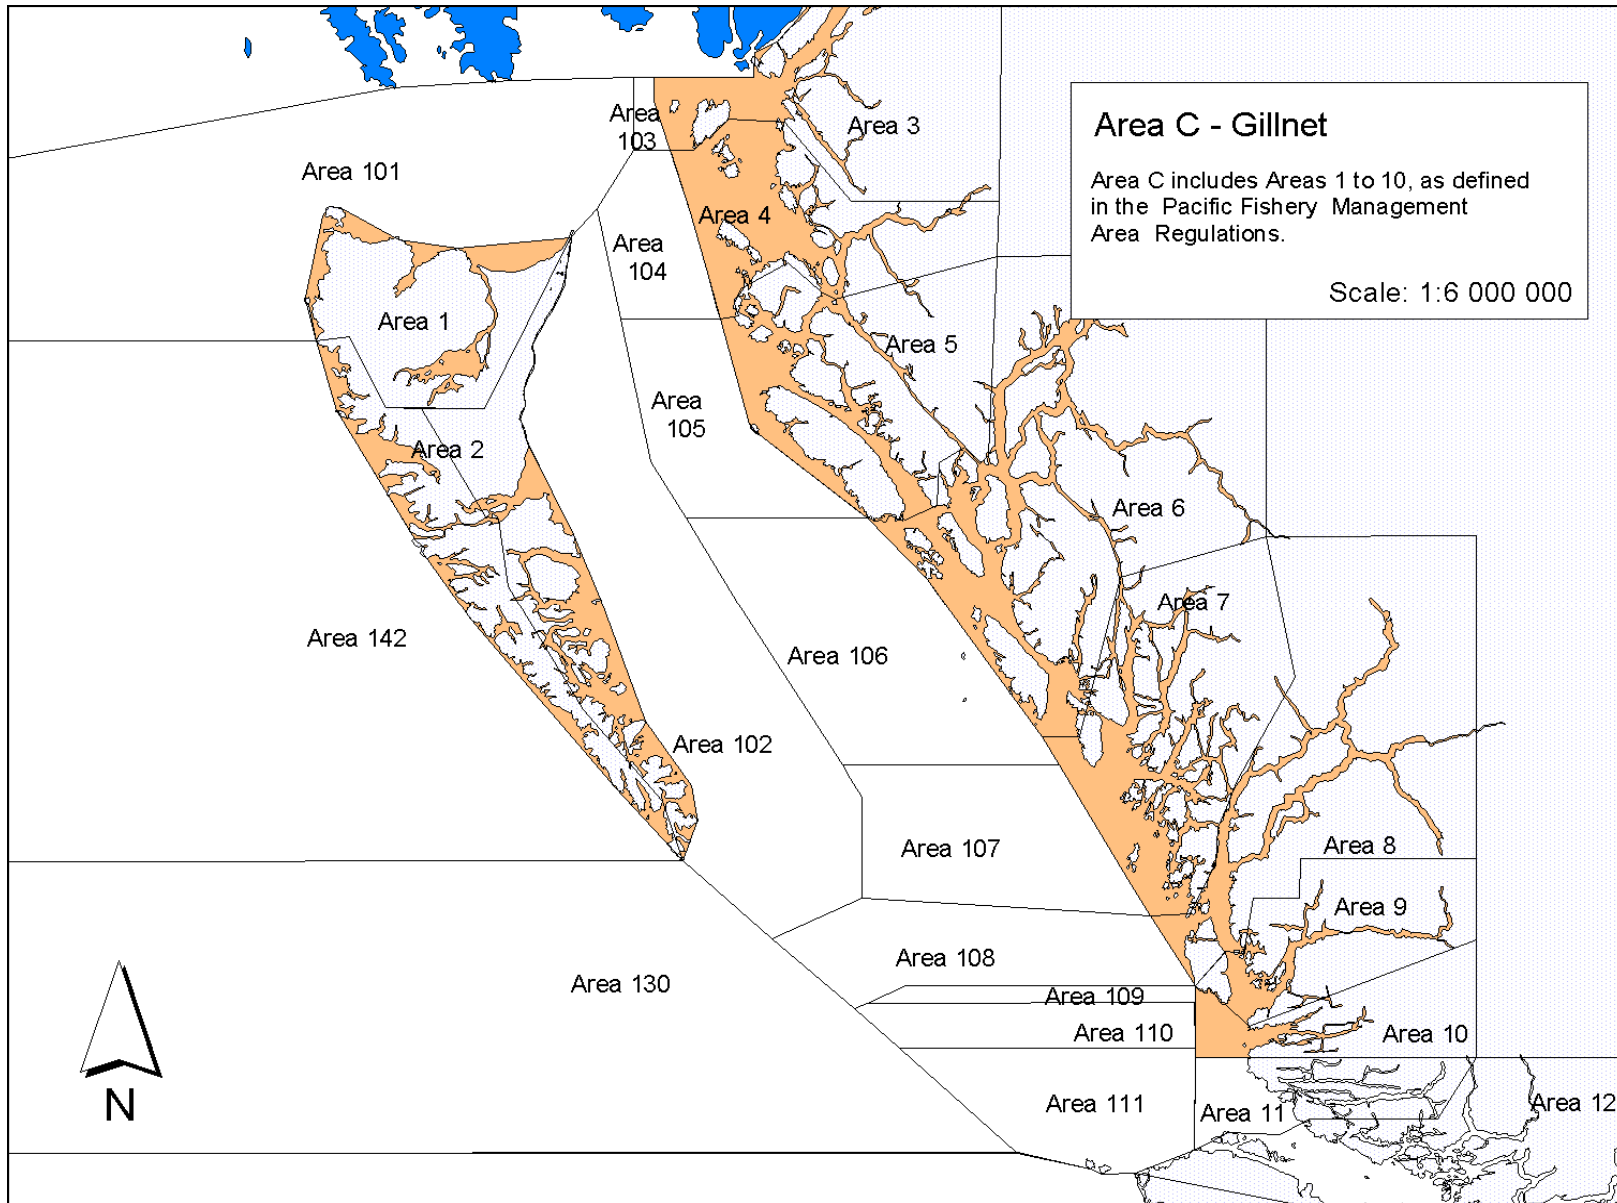 Area C - Gillnet
Area C includes Areas 1 to 10, as defined
in the Pacific Fishery Management
Area Regulations.
Scale: 1:6 000 000
Area
103
Area 3
Area 101
Area 4
Area
104
Area 1
Area 5
Area
105
Area 2
Area 6
Area 7
Area 142
Area 106
Area 102
Area 107
Area 8
Area 9
Area 108
Area 130
Area 109
Area 110
Area 10
Area 111
Area 11
Area 12
N